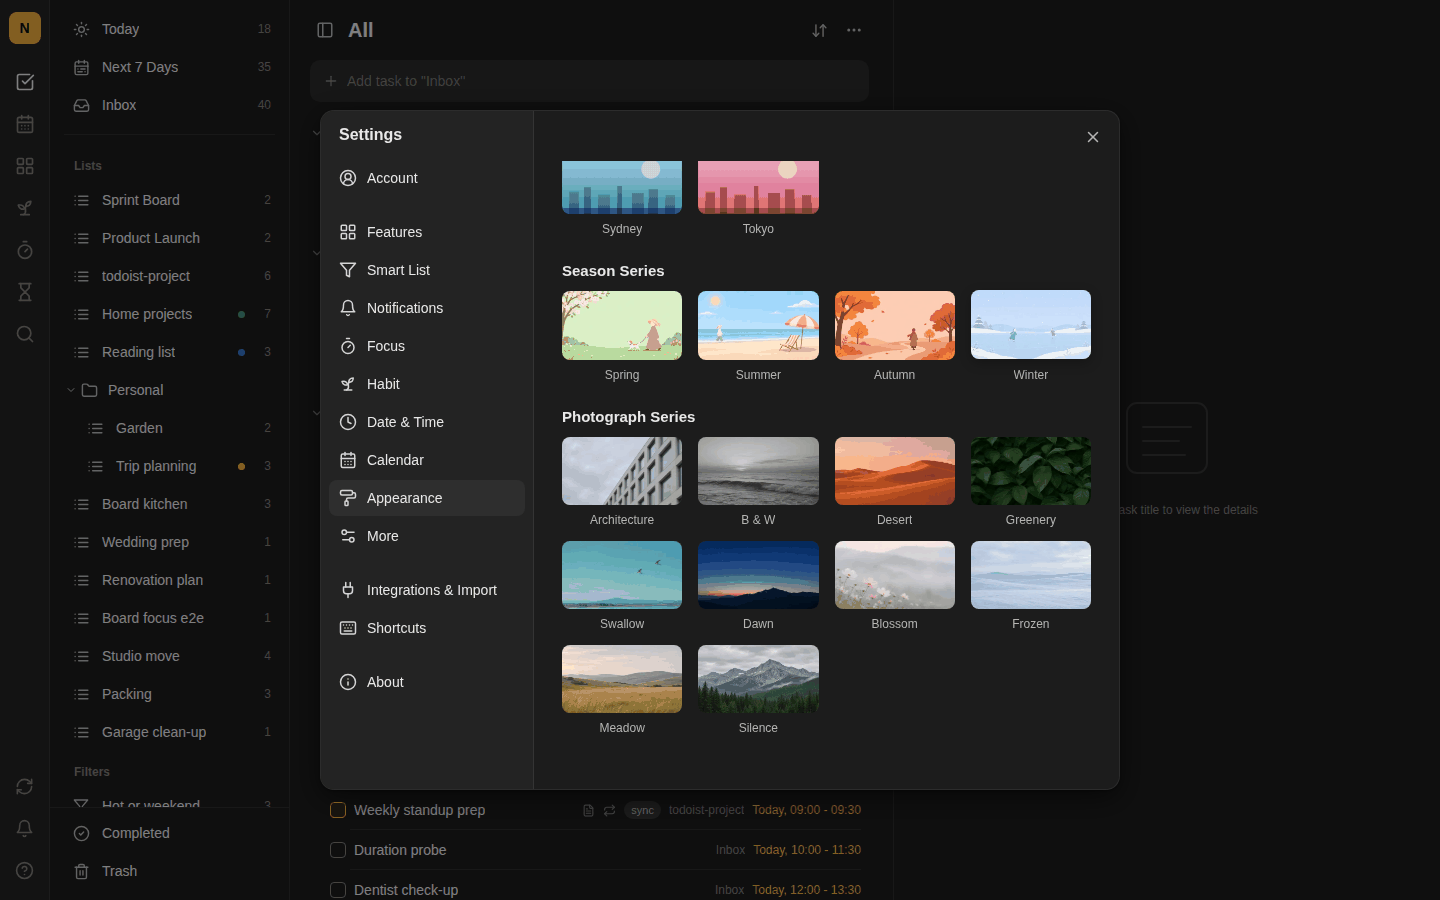 N
Today 18
Next 7 Days 35
Inbox 40
Lists
Sprint Board 2
Product Launch 2
todoist-project 6
Home projects 7
Reading list 3
Personal
Garden 2
Trip planning 3
Board kitchen 3
Wedding prep 1
Renovation plan 1
Board focus e2e 1
Studio move 4
Packing 3
Garage clean-up 1
Filters
Hot or weekend 3
Completed
Trash
All
Add task to "Inbox"
Settings
Account
Features
Smart List
Notifications
Focus
Habit
Date & Time
Calendar
Appearance
More
Integrations & Import
Shortcuts
About
Sydney Tokyo
Season Series
Spring Summer Autumn Winter
Photograph Series
Architecture B & W Desert Greenery
Swallow Dawn Blossom Frozen
Meadow Silence
Weekly standup prep sync todoist-project Today, 09:00 - 09:30
Duration probe Inbox Today, 10:00 - 11:30
Dentist check-up Inbox Today, 12:00 - 13:30
title to view the details